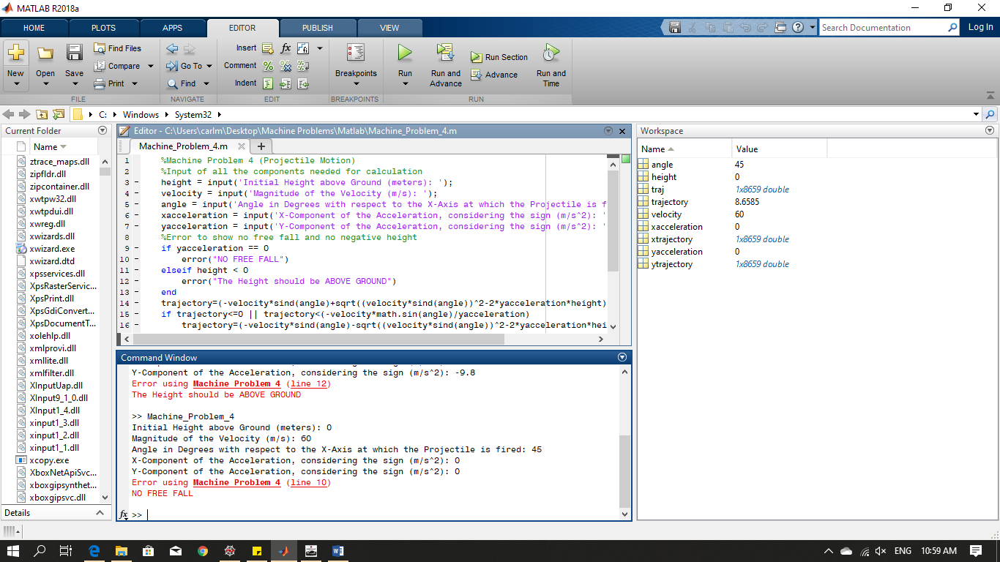 MATLAB R2018a
HOME PLOTS APPS EDITOR PUBLISH VIEW
Search Documentation
Log In
New
Open
Save
Find Files
Compare
Print
FILE
Go To
Find
NAVIGATE
Insert
Comment
Indent
fx
EDIT
Breakpoints
BREAKPOINTS
Run
Run and
Advance
Run Section
Advance
Run and
Time
RUN
C: Windows System32
Current Folder
Name
ztrace_maps.dll
zipfldr.dll
zipcontainer.dll
xwtpw32.dll
xwtpdui.dll
xwreg.dll
xwizards.dll
xwizard.exe
xwizard.dtd
xpsservices.dll
XpsRasterServic...
XpsPrint.dll
XpsGdiConvert...
XpsDocumentT...
xolehlp.dll
xmlprovi.dll
xmllite.dll
xmlfilter.dll
XInputUap.dll
XInput9_1_0.dll
XInput1_4.dll
xinput1_3.dll
xinput1_2.dll
xinput1_1.dll
xcopy.exe
XboxNetApiSvc...
xboxgipsynthet...
xboxgipsvc.dll
Details
Editor - C:\Users\carlm\Desktop\Machine Problems\Matlab\Machine_Problem_4.m
Machine_Problem_4.m
1 %Machine Problem 4 (Projectile Motion)
2 %Input of all the components needed for calculation
3 - height = input('Initial Height above Ground (meters): ');
4 - velocity = input('Magnitude of the Velocity (m/s): ');
5 - angle = input('Angle in Degrees with respect to the X-Axis at which the Projectile is f
6 - xacceleration = input('X-Component of the Acceleration, considering the sign (m/s^2): '
7 - yacceleration = input('Y-Component of the Acceleration, considering the sign (m/s^2): '
8 %Error to show no free fall and no negative height
9 - if yacceleration == 0
10 - error("NO FREE FALL")
11 - elseif height < 0
12 - error("The Height should be ABOVE GROUND")
13 - end
14 - trajectory=(-velocity*sind(angle)+sqrt((velocity*sind(angle))^2-2*yacceleration*height)
15 - if trajectory<=0 || trajectory<(-velocity*math.sin(angle)/yacceleration)
16 - trajectory=(-velocity*sind(angle)-sqrt((velocity*sind(angle))^2-2*yacceleration*hei
Command Window
Y-Component of the Acceleration, considering the sign (m/s^2): -9.8
Error using Machine_Problem_4 (line 12)
The Height should be ABOVE GROUND
>> Machine_Problem_4
Initial Height above Ground (meters): 0
Magnitude of the Velocity (m/s): 60
Angle in Degrees with respect to the X-Axis at which the Projectile is fired: 45
X-Component of the Acceleration, considering the sign (m/s^2): 0
Y-Component of the Acceleration, considering the sign (m/s^2): 0
Error using Machine_Problem_4 (line 10)
NO FREE FALL
fx >>
Workspace
Name Value
angle 45
height 0
traj 1x8659 double
trajectory 8.6585
velocity 60
xacceleration 0
xtrajectory 1x8659 double
yacceleration 0
ytrajectory 1x8659 double
ENG 10:59 AM